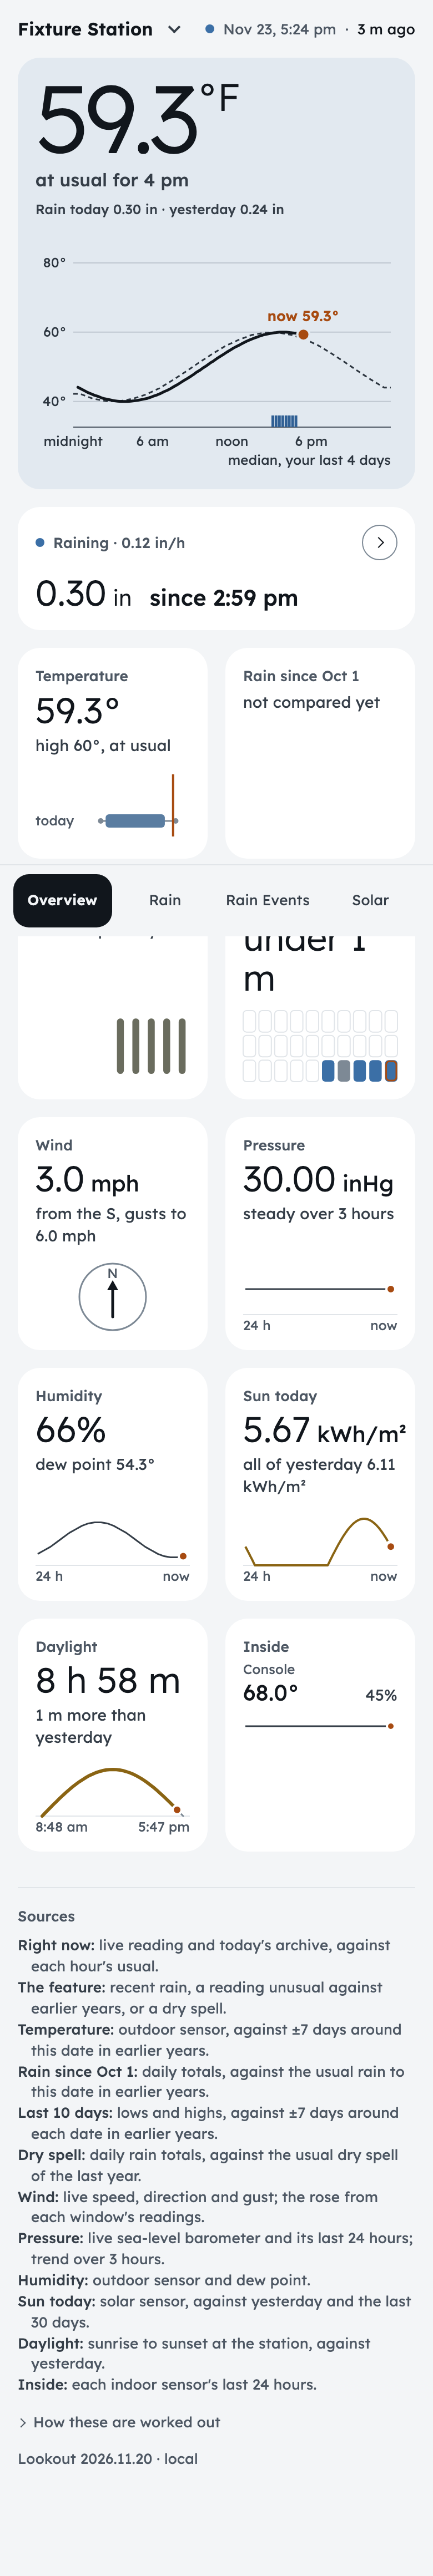 Fixture Station
Nov 23, 5:24 pm · 3 m ago
59.3°F
at usual for 4 pm
Rain today 0.30 in · yesterday 0.24 in
80°
now 59.3°
60°
40°
midnight 6 am noon 6 pm
median, your last 4 days
Raining · 0.12 in/h
0.30 in since 2:59 pm
Temperature
59.3°
high 60°, at usual
today
Rain since Oct 1
not compared yet
Overview Rain Rain Events Solar
under 1
m
Wind
3.0 mph
from the S, gusts to
6.0 mph
N
Pressure
30.00 inHg
steady over 3 hours
24 h now
Humidity
66%
dew point 54.3°
24 h now
Sun today
5.67 kWh/m²
all of yesterday 6.11
kWh/m²
24 h now
Daylight
8 h 58 m
1 m more than
yesterday
8:48 am 5:47 pm
Inside
Console
68.0° 45%
Sources
Right now: live reading and today's archive, against
each hour's usual.
The feature: recent rain, a reading unusual against
earlier years, or a dry spell.
Temperature: outdoor sensor, against ±7 days around
this date in earlier years.
Rain since Oct 1: daily totals, against the usual rain to
this date in earlier years.
Last 10 days: lows and highs, against ±7 days around
each date in earlier years.
Dry spell: daily rain totals, against the usual dry spell
of the last year.
Wind: live speed, direction and gust; the rose from
each window's readings.
Pressure: live sea-level barometer and its last 24 hours;
trend over 3 hours.
Humidity: outdoor sensor and dew point.
Sun today: solar sensor, against yesterday and the last
30 days.
Daylight: sunrise to sunset at the station, against
yesterday.
Inside: each indoor sensor's last 24 hours.
How these are worked out
Lookout 2026.11.20 · local